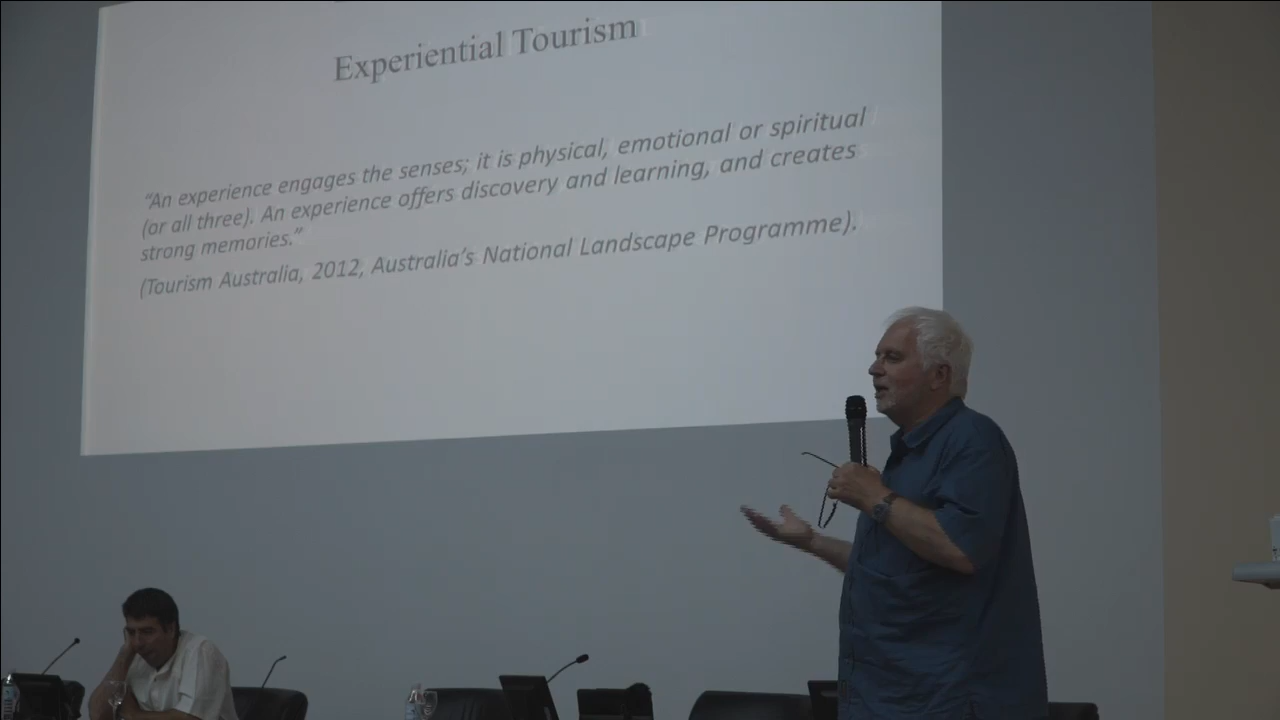 Experiential Tourism
“An experience engages the senses; it is physical, emotional or spiritual
(or all three). An experience offers discovery and learning, and creates
strong memories.”
(Tourism Australia, 2012, Australia’s National Landscape Programme).